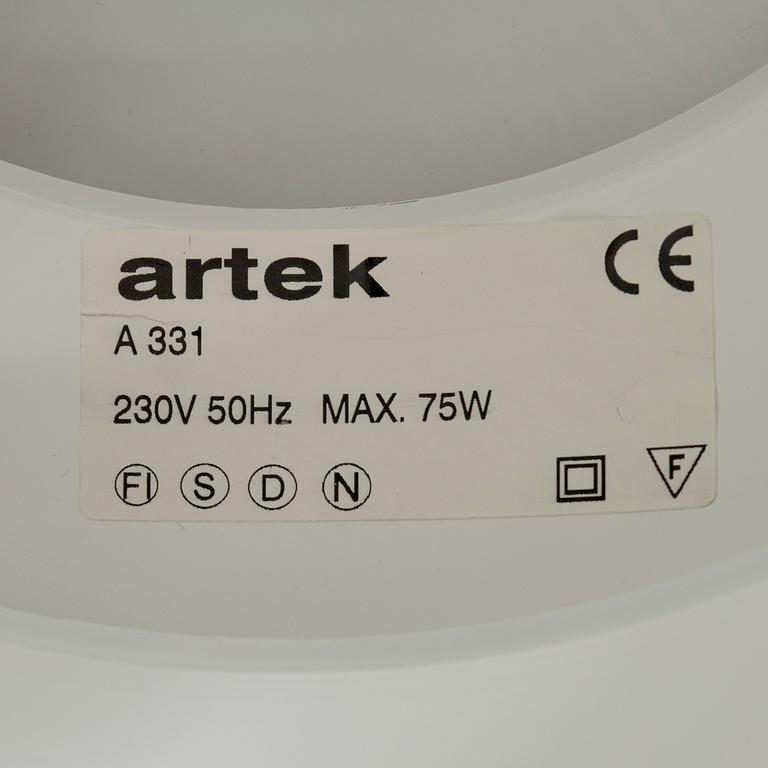 artek CE
A 331
230V 50Hz MAX. 75W
FI S D N F